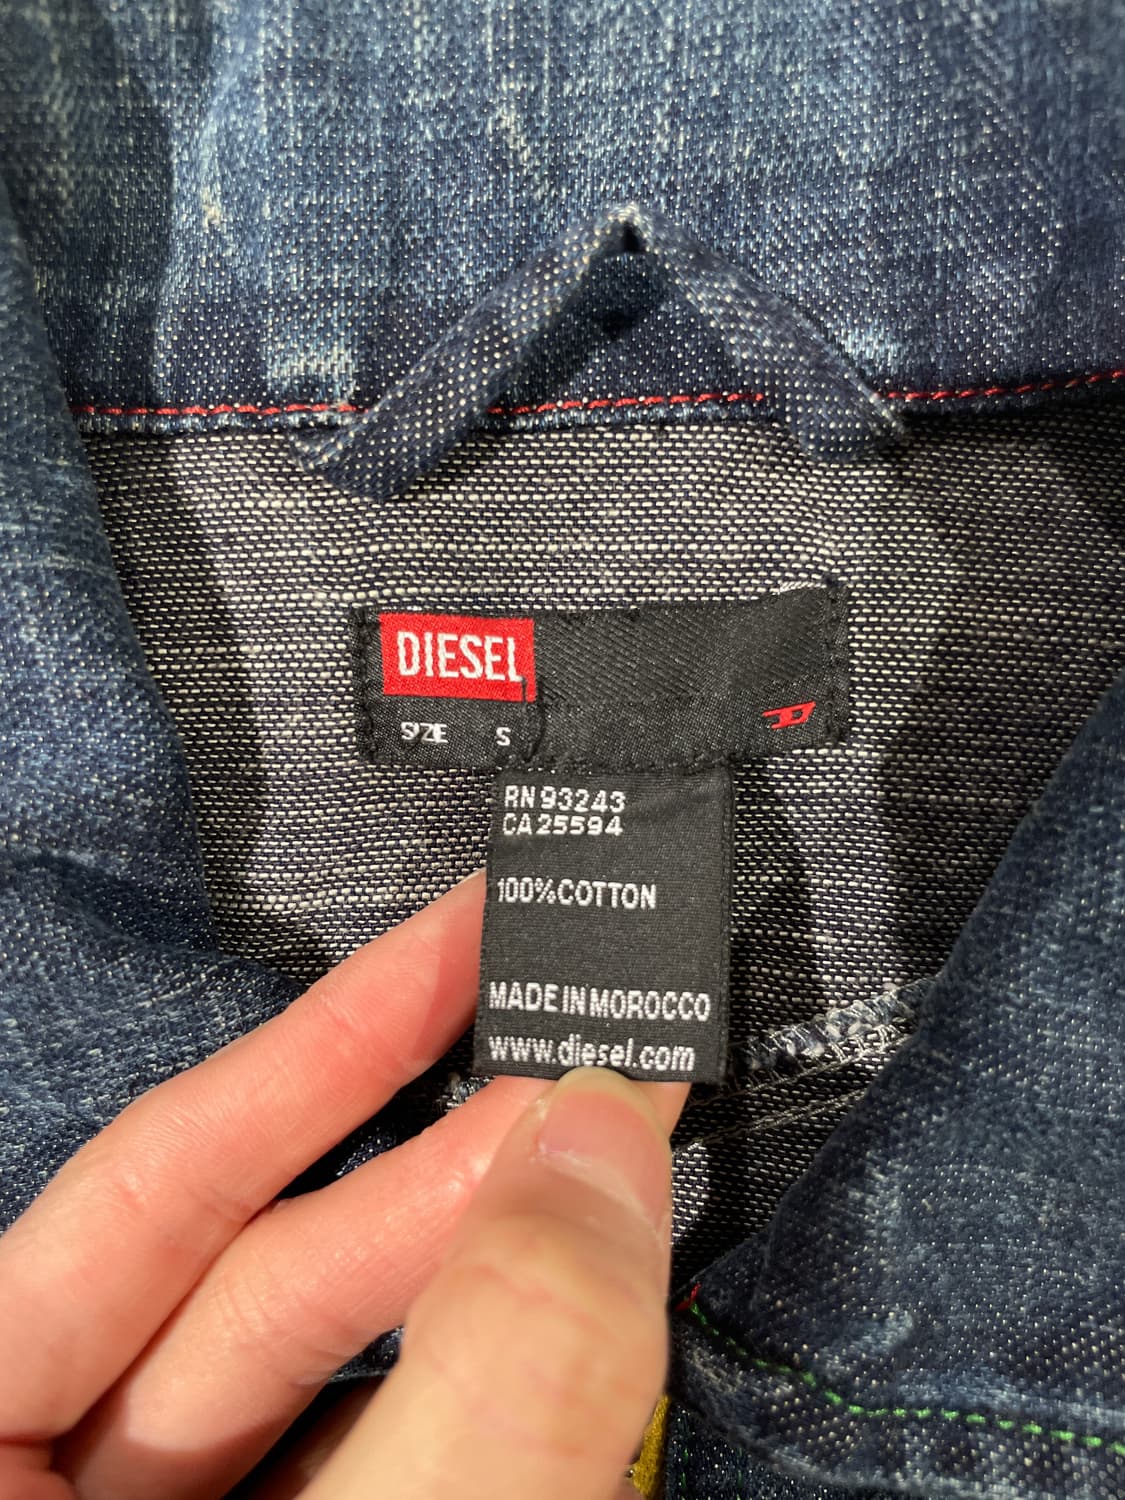 DIESEL
SIZE S
D
RN 93243
CA 25594
100% COTTON
MADE IN MOROCCO
www.diesel.com